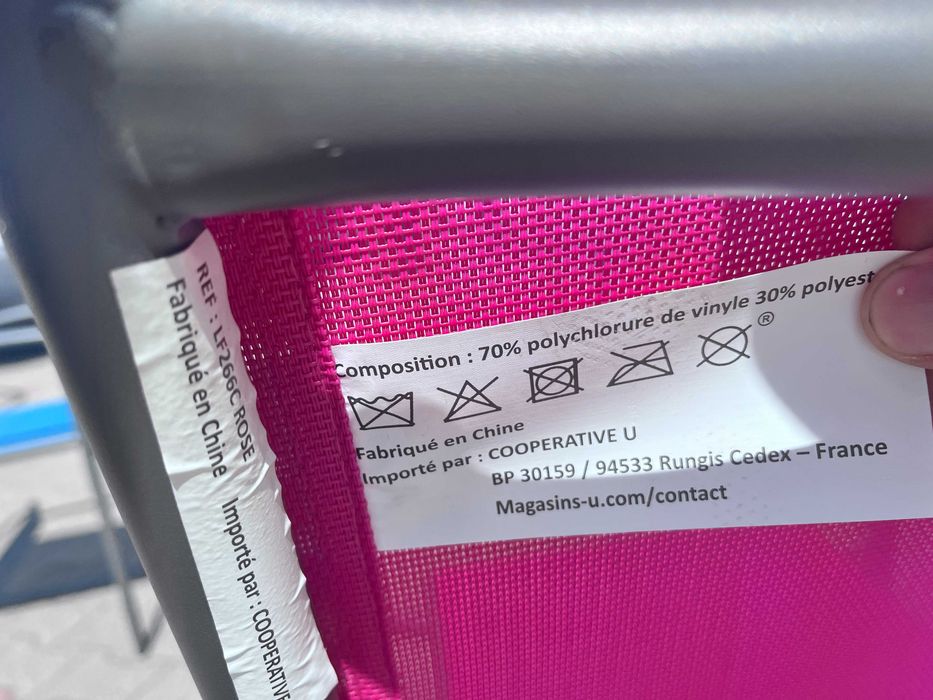 REF : LF266C ROSE
Fabriqué en Chine Importé par : COOPERATIVE
Composition : 70% polychlorure de vinyle 30% polyest
®
Fabriqué en Chine
Importé par : COOPERATIVE U
BP 30159 / 94533 Rungis Cedex – France
Magasins-u.com/contact